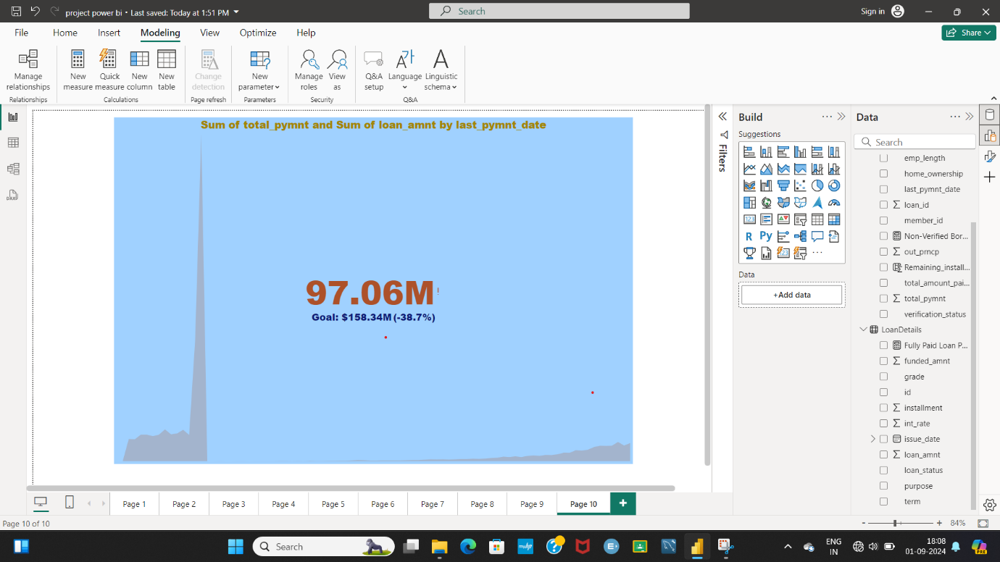 project power bi • Last saved: Today at 1:51 PM
Search
Sign in
File Home Insert Modeling View Optimize Help
Share
Manage relationships
New measure
Quick measure
New column
New table
Change detection
New parameter
Manage roles
View as
Q&A setup
Language
Linguistic schema
Relationships
Calculations
Page refresh
Parameters
Security
Q&A
DAX
Sum of total_pymnt and Sum of loan_amnt by last_pymnt_date
97.06M!
Goal: $158.34M (-38.7%)
Filters
Build
Suggestions
123
R Py
123
Data
+Add data
Data
Search
emp_length
home_ownership
last_pymnt_date
loan_id
member_id
Non-Verified Bor...
out_prncp
Remaining_install...
total_amount_pai...
total_pymnt
verification_status
LoanDetails
Fully Paid Loan P...
funded_amnt
grade
id
installment
int_rate
issue_date
loan_amnt
loan_status
purpose
term
Page 1 Page 2 Page 3 Page 4 Page 5 Page 6 Page 7 Page 8 Page 9 Page 10 +
Page 10 of 10
- + 84%
Search
myhp
ENG
IN
18:08
01-09-2024
PRE